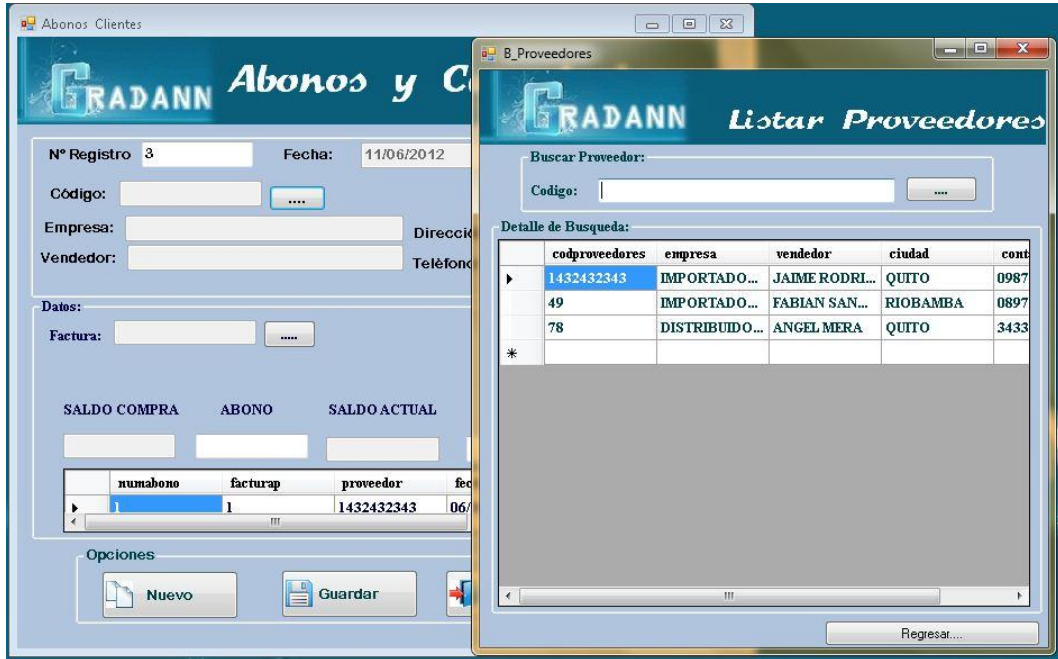 Abonos Clientes
GRADANN Abonos y C
Nº Registro 3 Fecha: 11/06/2012
Código: ....
Empresa: Direcció
Vendedor: Telèfono
Datos:
Factura: .....
SALDO COMPRA ABONO SALDO ACTUAL
numabono facturap proveedor fec
1 1 1432432343 06/
Opciones
Nuevo Guardar
B_Proveedores
GRADANN Listar Proveedores
Buscar Proveedor:
Codigo: ....
Detalle de Busqueda:
codproveedores empresa vendedor ciudad cont
1432432343 IMPORTADO... JAIME RODRI... QUITO 0987
49 IMPORTADO... FABIAN SAN... RIOBAMBA 0897
78 DISTRIBUIDO... ANGEL MERA QUITO 3433
Regresar....